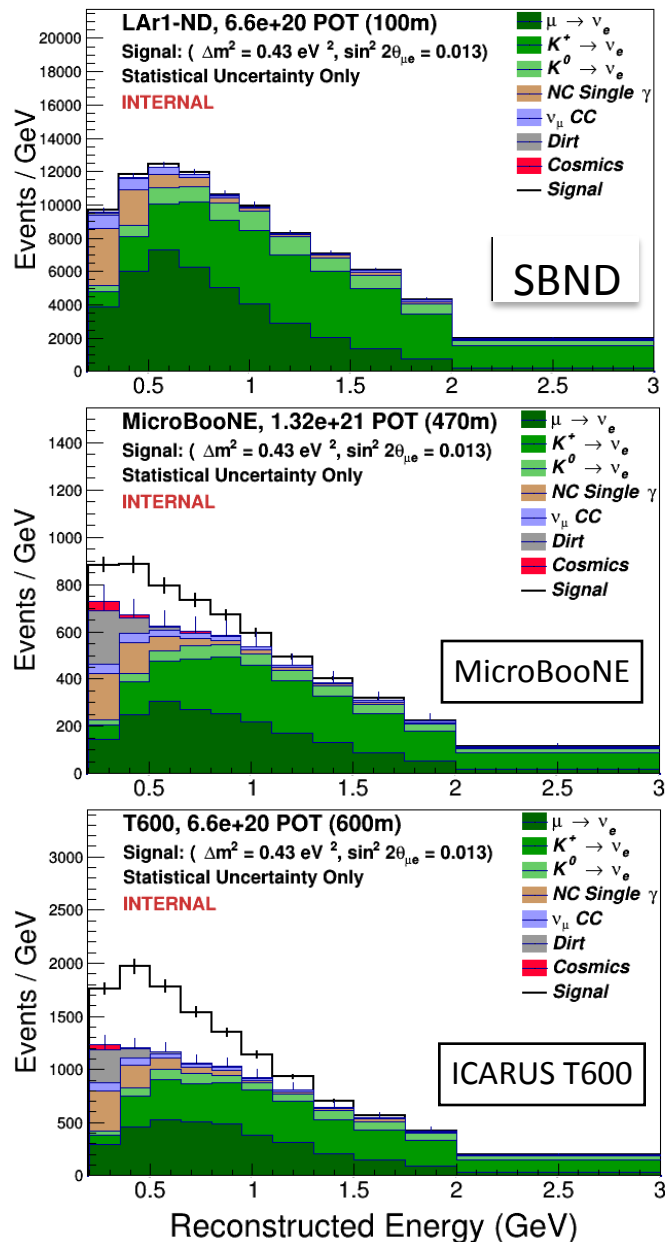 LAr1-ND, 6.6e+20 POT (100m)
Signal: ( Δm² = 0.43 eV ², sin² 2θμe = 0.013)
Statistical Uncertainty Only
INTERNAL
μ → νe
K⁺ → νe
K⁰ → νe
NC Single γ
νμ CC
Dirt
Cosmics
Signal
SBND
Events / GeV
20000
18000
16000
14000
12000
10000
8000
6000
4000
2000
0
0.5 1 1.5 2 2.5 3
MicroBooNE, 1.32e+21 POT (470m)
Signal: ( Δm² = 0.43 eV ², sin² 2θμe = 0.013)
Statistical Uncertainty Only
INTERNAL
μ → νe
K⁺ → νe
K⁰ → νe
NC Single γ
νμ CC
Dirt
Cosmics
Signal
MicroBooNE
Events / GeV
1400
1200
1000
800
600
400
200
0
0.5 1 1.5 2 2.5 3
T600, 6.6e+20 POT (600m)
Signal: ( Δm² = 0.43 eV ², sin² 2θμe = 0.013)
Statistical Uncertainty Only
INTERNAL
μ → νe
K⁺ → νe
K⁰ → νe
NC Single γ
νμ CC
Dirt
Cosmics
Signal
ICARUS T600
Events / GeV
3000
2500
2000
1500
1000
500
0
0.5 1 1.5 2 2.5 3
Reconstructed Energy (GeV)